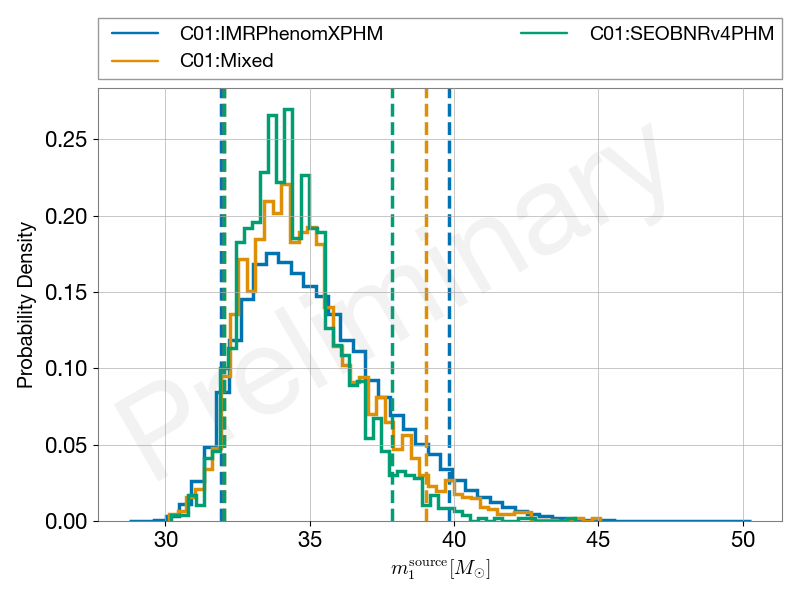 C01:IMRPhenomXPHM
C01:Mixed
C01:SEOBNRv4PHM
Preliminary
Probability Density
0.25
0.20
0.15
0.10
0.05
0.00
30 35 40 45 50
m₁^source [M_⊙]